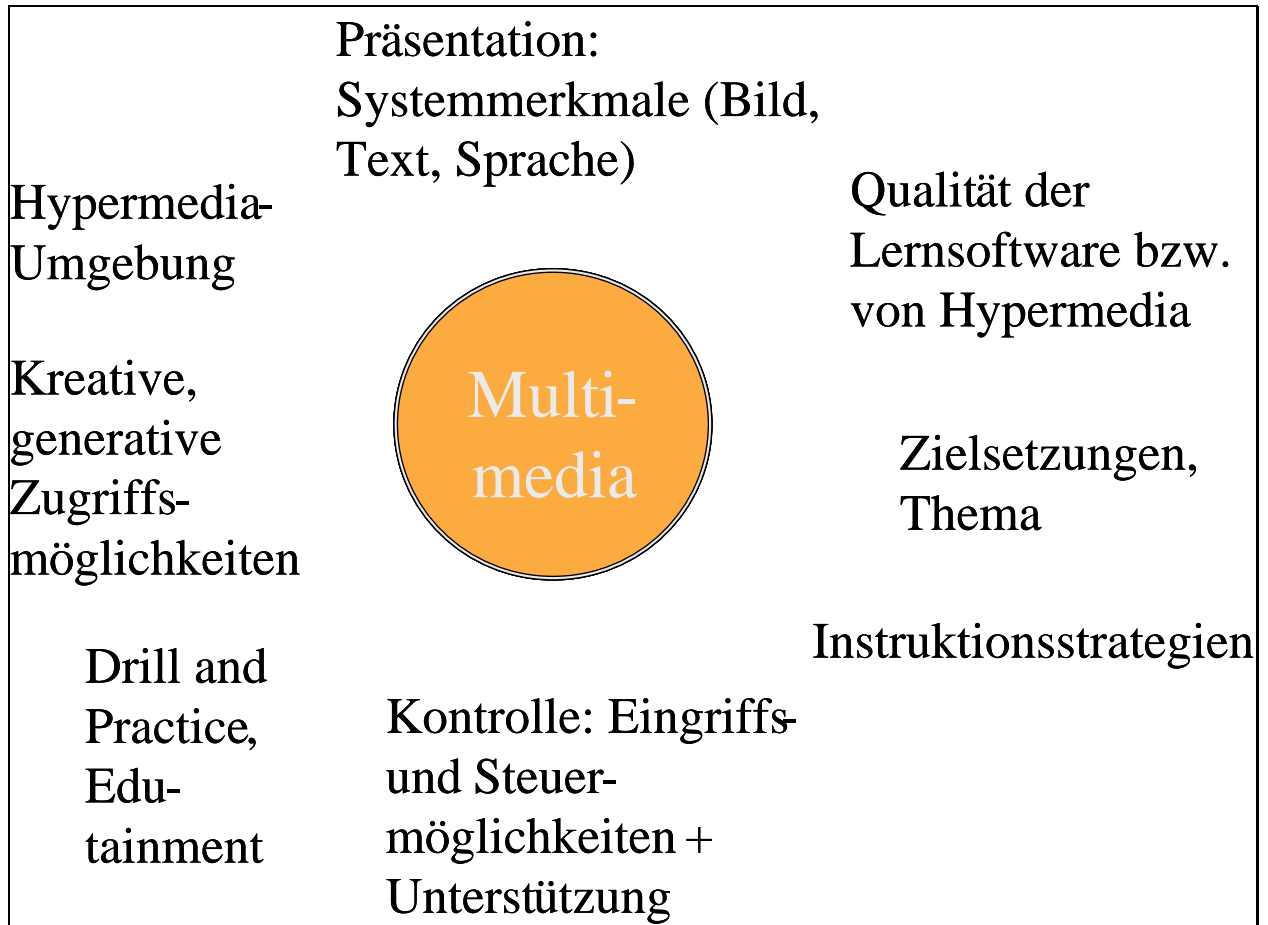 Präsentation:
Systemmerkmale (Bild,
Text, Sprache)
Hypermedia-
Umgebung
Qualität der
Lernsoftware bzw.
von Hypermedia
Kreative,
generative
Zugriffs-
möglichkeiten
Multi-
media
Zielsetzungen,
Thema
Instruktionsstrategien
Drill and
Practice,
Edu-
tainment
Kontrolle: Eingriffs-
und Steuer-
möglichkeiten +
Unterstützung